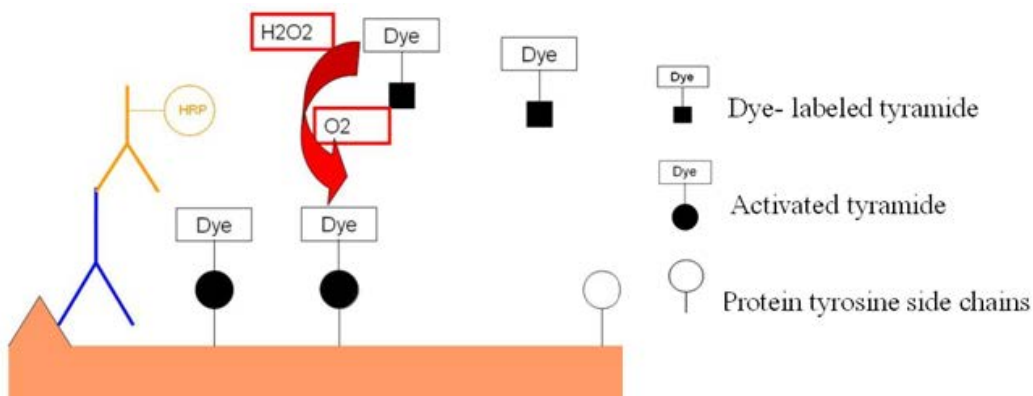 H2O2
Dye
Dye
HRP
O2
Dye
Dye
Dye
Dye- labeled tyramide
Dye
Activated tyramide
Protein tyrosine side chains